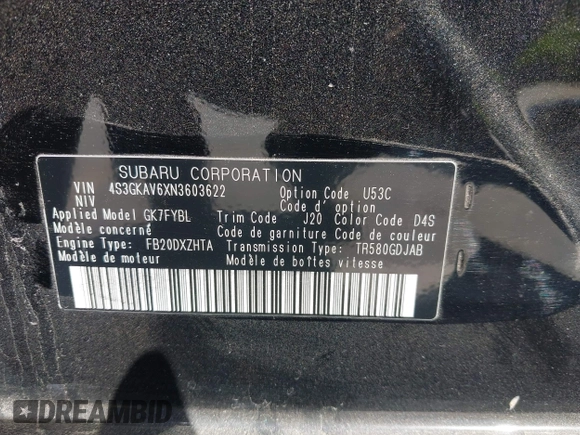 SUBARU CORPORATION
VIN 4S3GKAV6XN3603622 Option Code U53C
NIV Code d' option
Applied Model GK7FYBL Trim Code J20 Color Code D4S
Modèle concerné Code de garniture Code de couleur
Engine Type FB20DXZHTA Transmission Type: TR580GDJAB
Modèle de moteur Modèle de boîtes vitesse
DREAMBID